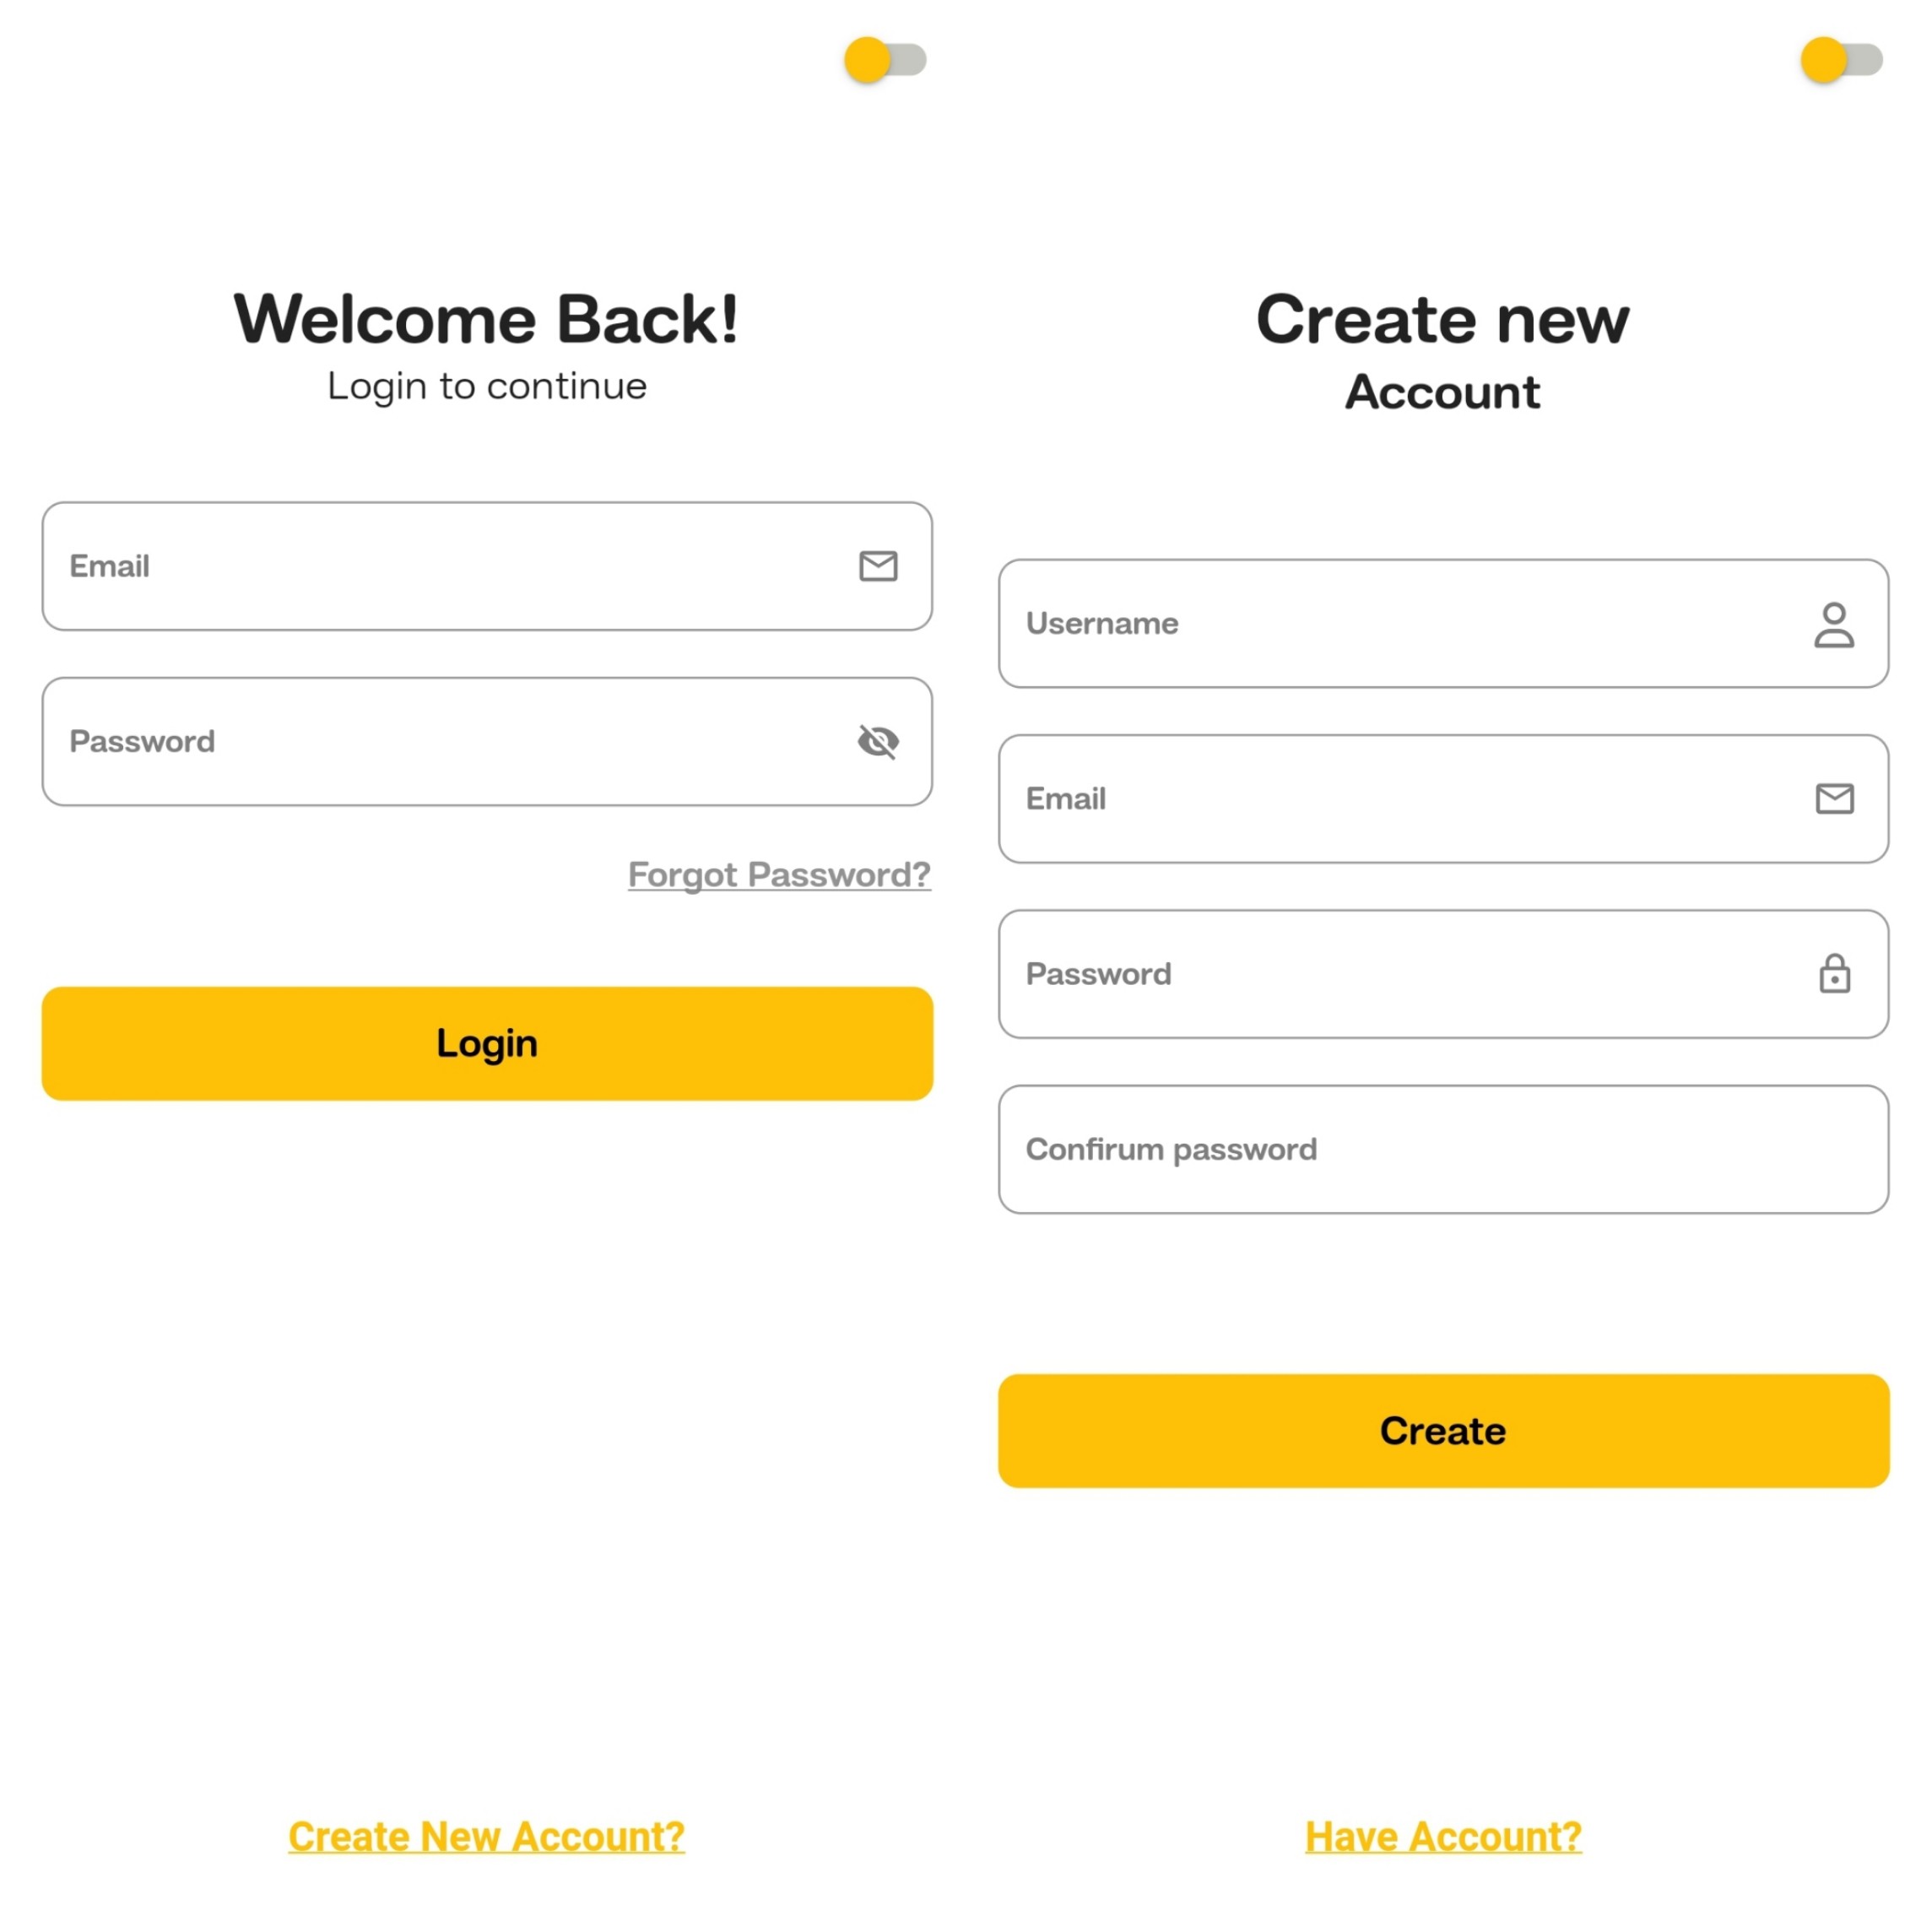 Welcome Back!
Login to continue
Email
Password
Forgot Password?
Login
Create New Account?
Create new
Account
Username
Email
Password
Confirum password
Create
Have Account?